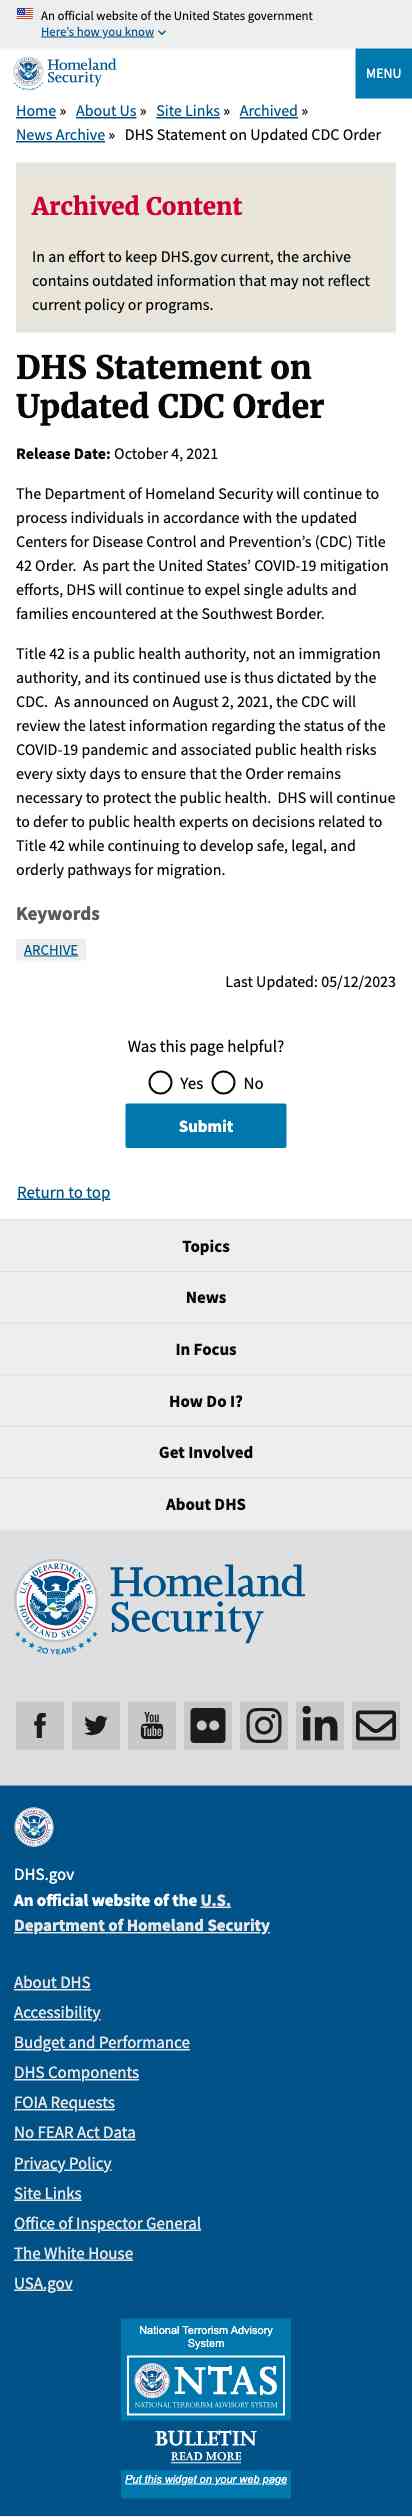 An official website of the United States government
Here's how you know
Homeland
Security
MENU
Home » About Us » Site Links » Archived »
News Archive » DHS Statement on Updated CDC Order
Archived Content
In an effort to keep DHS.gov current, the archive
contains outdated information that may not reflect
current policy or programs.
DHS Statement on
Updated CDC Order
Release Date: October 4, 2021
The Department of Homeland Security will continue to
process individuals in accordance with the updated
Centers for Disease Control and Prevention's (CDC) Title
42 Order.  As part the United States' COVID-19 mitigation
efforts, DHS will continue to expel single adults and
families encountered at the Southwest Border.
Title 42 is a public health authority, not an immigration
authority, and its continued use is thus dictated by the
CDC.  As announced on August 2, 2021, the CDC will
review the latest information regarding the status of the
COVID-19 pandemic and associated public health risks
every sixty days to ensure that the Order remains
necessary to protect the public health.  DHS will continue
to defer to public health experts on decisions related to
Title 42 while continuing to develop safe, legal, and
orderly pathways for migration.
Keywords
ARCHIVE
Last Updated: 05/12/2023
Was this page helpful?
Yes No
Submit
Return to top
Topics
News
In Focus
How Do I?
Get Involved
About DHS
U.S. DEPARTMENT OF HOMELAND SECURITY
20 YEARS
Homeland
Security
You
Tube
DHS.gov
An official website of the U.S.
Department of Homeland Security
About DHS
Accessibility
Budget and Performance
DHS Components
FOIA Requests
No FEAR Act Data
Privacy Policy
Site Links
Office of Inspector General
The White House
USA.gov
National Terrorism Advisory
System
NTAS
NATIONAL TERRORISM ADVISORY SYSTEM
BULLETIN
READ MORE
Put this widget on your web page